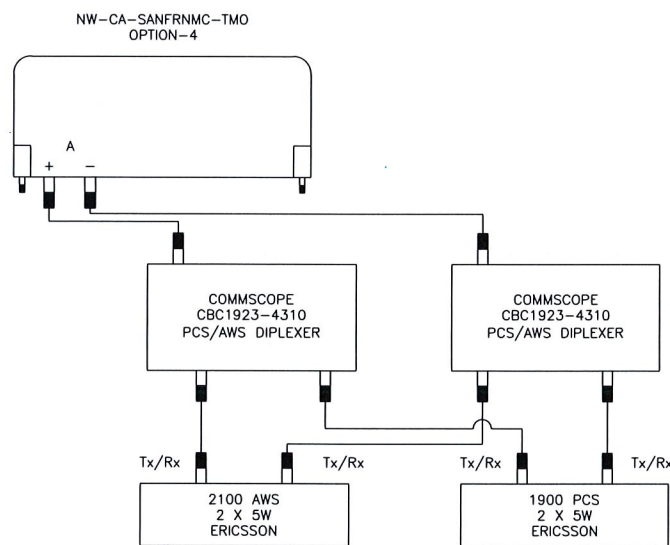 NW-CA-SANFRNMC-TMO
OPTION-4
A
+ −
COMMSCOPE
CBC1923-4310
PCS/AWS DIPLEXER
COMMSCOPE
CBC1923-4310
PCS/AWS DIPLEXER
Tx/Rx
Tx/Rx
Tx/Rx
Tx/Rx
2100 AWS
2 X 5W
ERICSSON
1900 PCS
2 X 5W
ERICSSON